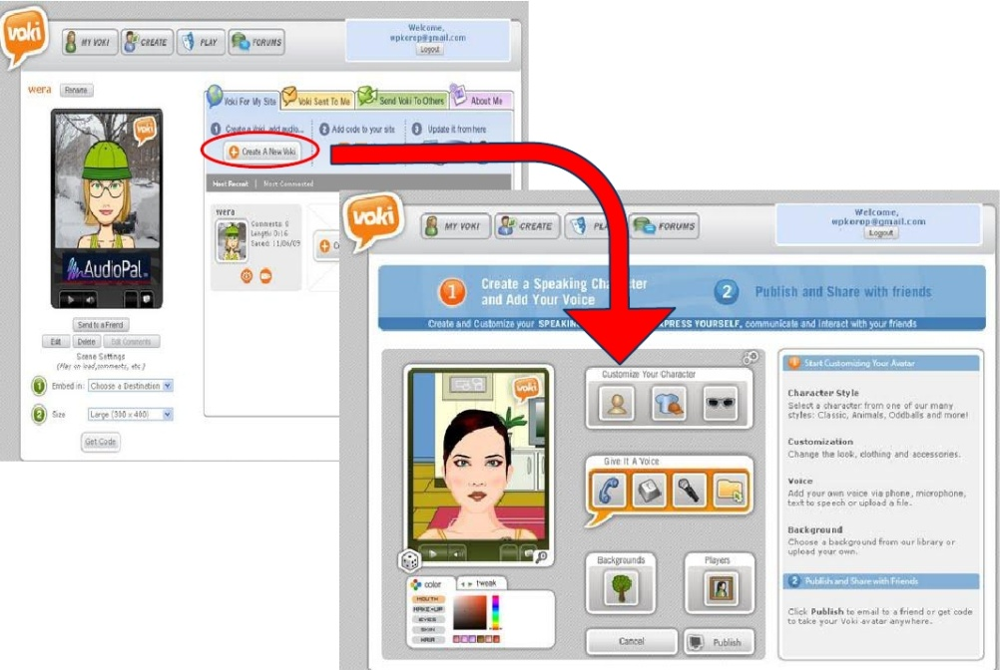 voki
MY VOKI
CREATE
PLAY
FORUMS
Welcome,
wpkorop@gmail.com
Logout
wera
Rename
voki
AudioPal
Send to a Friend
Edit
Delete
Edit Comments
Scene Settings
(Play on load,comments, etc.)
1
Embed in:
Choose a Destination
2
Size
Large (300 x 400)
Get Code
Voki For My Site
Voki Sent To Me
Send Voki To Others
About Me
1 Create a Voki, add audio...
2 Add code to your site
3 Update it from here
Create A New Voki
Most Recent | Most Commented
wera
Comments: 0
Length: 0:16
Saved: 11/06/09
voki
MY VOKI
CREATE
FORUMS
Welcome,
wpkorop@gmail.com
Logout
1
Create a Speaking
and Add Your Voice
2
Publish and Share with friends
Create and Customize your
YOURSELF, communicate and interact with your friends
voki
Customize Your Character
Give It A Voice
Backgrounds
Players
Cancel
Publish
color
tweak
MOUTH
MAKE-UP
EYES
SKIN
HAIR
1 Start Customizing Your Avatar
Character Style
Select a character from one of our many
styles: Classic, Animals, Oddballs and more!
Customization
Change the look, clothing and accessories.
Voice
Add your own voice via phone, microphone,
text to speech or upload a file.
Background
Choose a background from our library or
upload your own.
2 Publish and Share with Friends
Click Publish to email to a friend or get code
to take your Voki avatar anywhere.